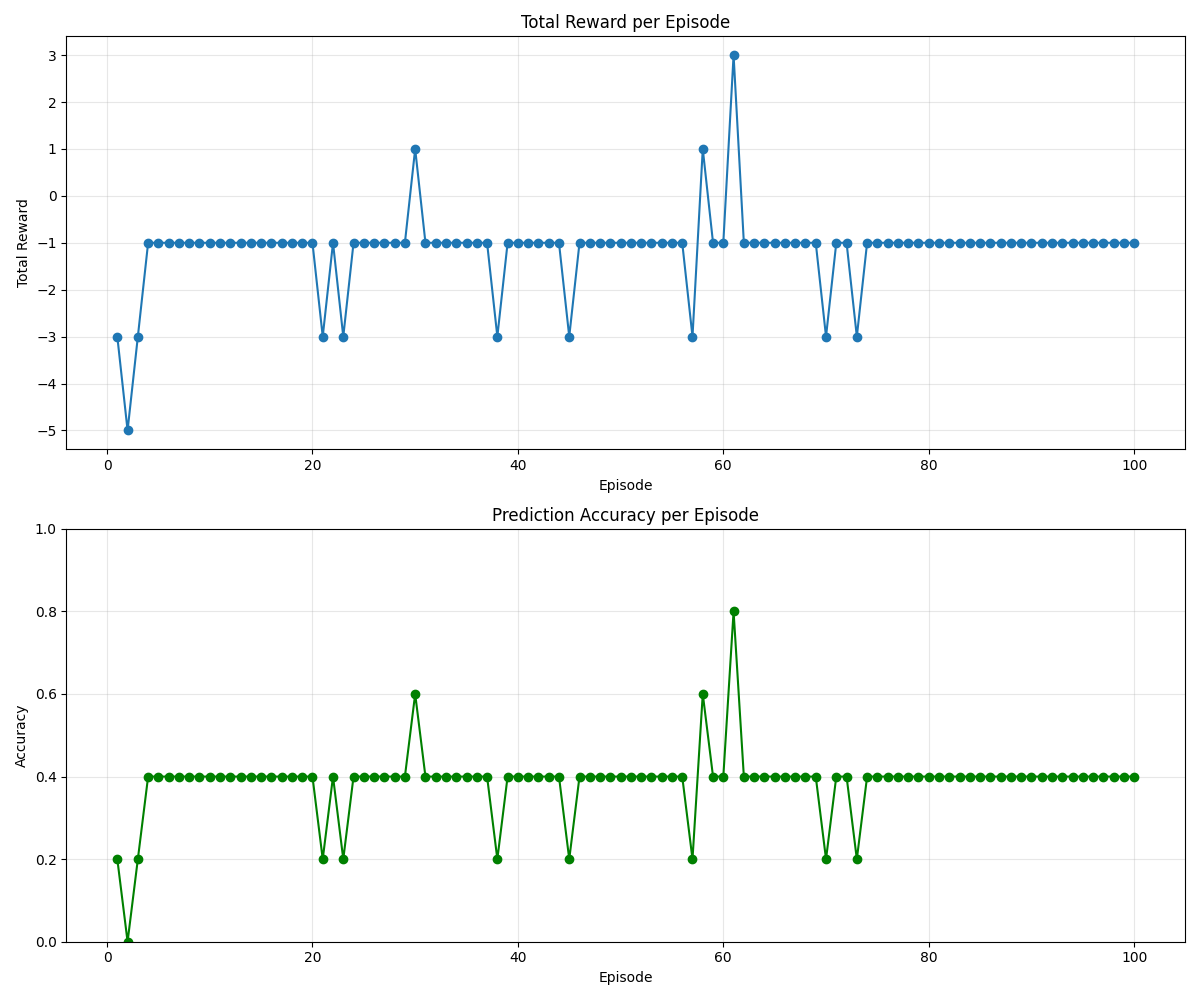 Total Reward per Episode
3
2
1
0
−1
−2
−3
−4
−5
Total Reward
0 20 40 60 80 100
Episode
Prediction Accuracy per Episode
1.0
0.8
0.6
0.4
0.2
0.0
Accuracy
0 20 40 60 80 100
Episode